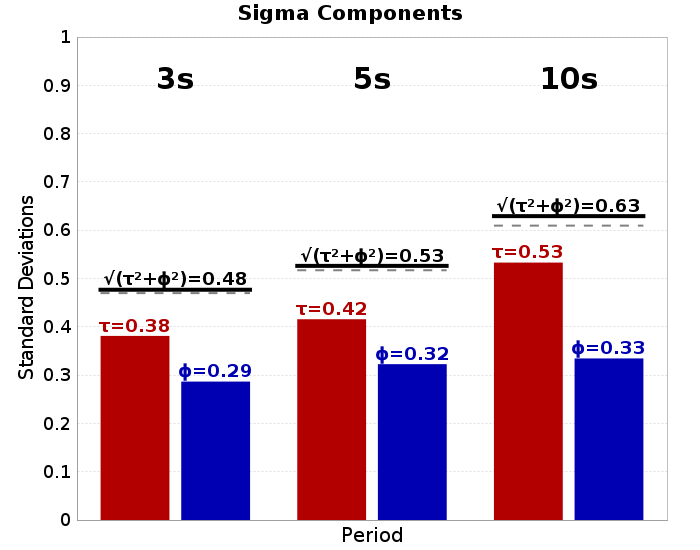 Sigma Components
1
0.9
0.8
0.7
0.6
0.5
0.4
0.3
0.2
0.1
0
Standard Deviations
3s
5s
10s
√(τ²+ϕ²)=0.48
τ=0.38
ϕ=0.29
√(τ²+ϕ²)=0.53
τ=0.42
ϕ=0.32
√(τ²+ϕ²)=0.63
τ=0.53
ϕ=0.33
Period